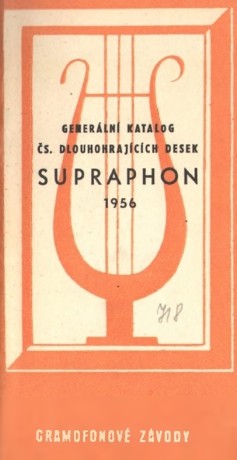 GENERÁLNÍ KATALOG
ČS. DLOUHOHRAJÍCÍCH DESEK
SUPRAPHON
1956
GRAMOFONOVÉ ZÁVODY